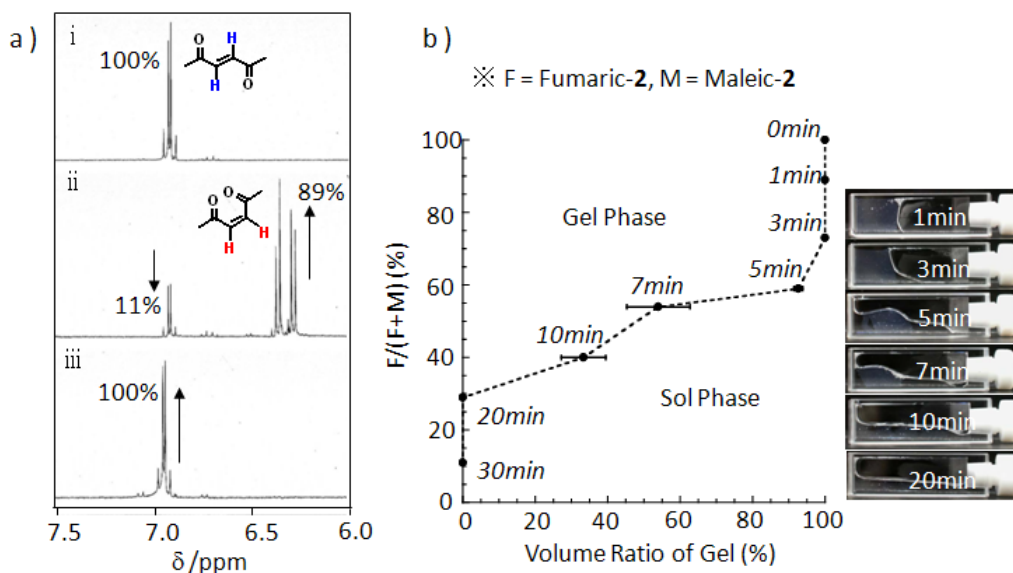 a )
i
100%
O
H
H
O
ii
O
O
H
H
89%
11%
iii
100%
7.5
7.0
6.5
6.0
δ /ppm
b )
※ F = Fumaric-2, M = Maleic-2
F/(F+M) (%)
100
80
60
40
20
0
0
20
40
60
80
100
Volume Ratio of Gel (%)
Gel Phase
Sol Phase
0min
1min
3min
5min
7min
10min
20min
30min
1min
3min
5min
7min
10min
20min